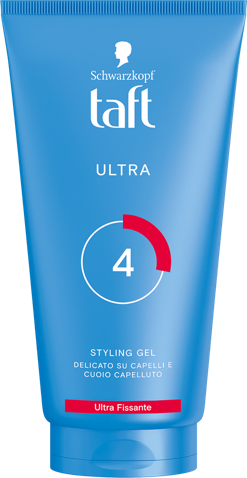 Schwarzkopf
taft
ULTRA
4
STYLING GEL
DELICATO SU CAPELLI E
CUOIO CAPELLUTO
Ultra Fissante